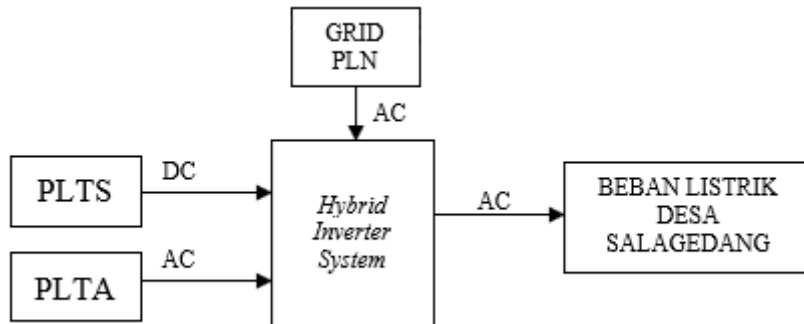 GRID
PLN
AC
PLTS
DC
Hybrid
Inverter
System
AC
BEBAN LISTRIK
DESA
SALAGEDANG
PLTA
AC